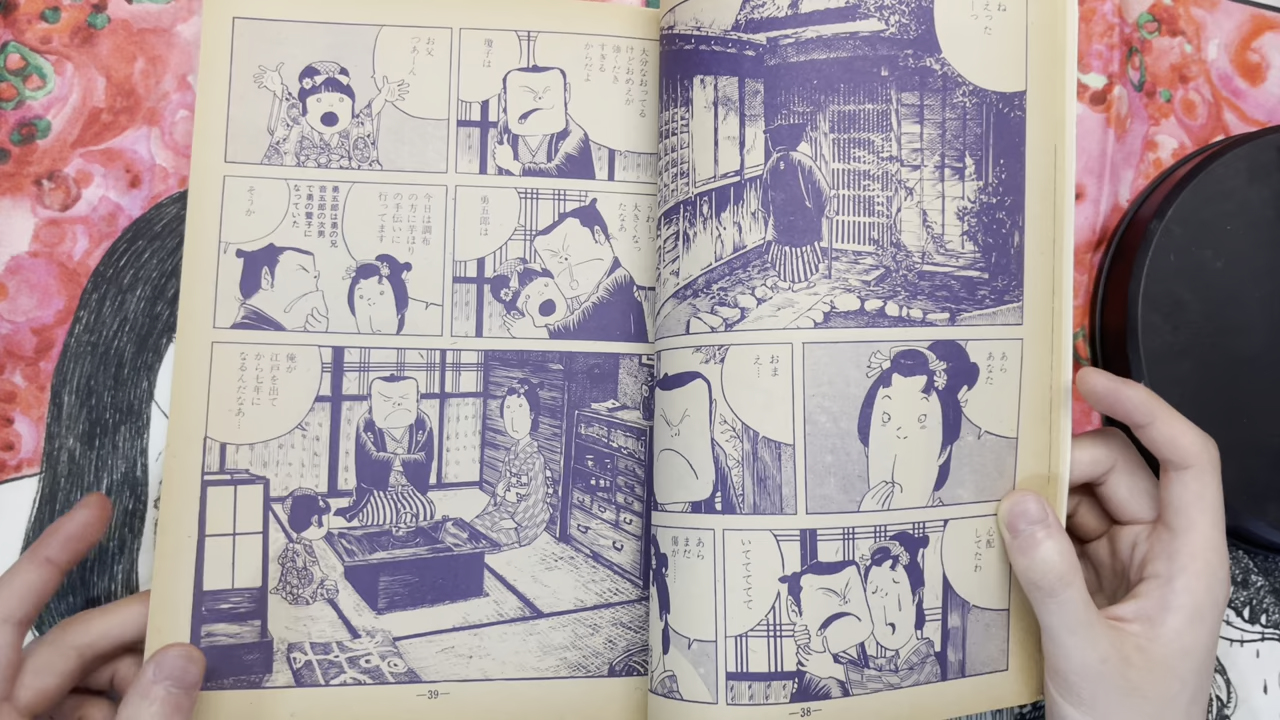 ね
えった
ーっ
あら
あなた
おま
え…
心配
してたわ
いてててててて
あら
まだ
傷が……
—38—
大分なおってる
けどおめえが
強くだき
すぎる
からだよ
瓊子は
お父
つぁーん
うわーっ
大きくなっ
たなあ
勇五郎は
今日は調布
の方に芋ほり
の手伝いに
行ってます
勇五郎は勇の兄
音五郎の次男
で勇の養子に
なっていた
そうか
俺が
江戸を出て
から七年に
なるんだなあ…
—39—